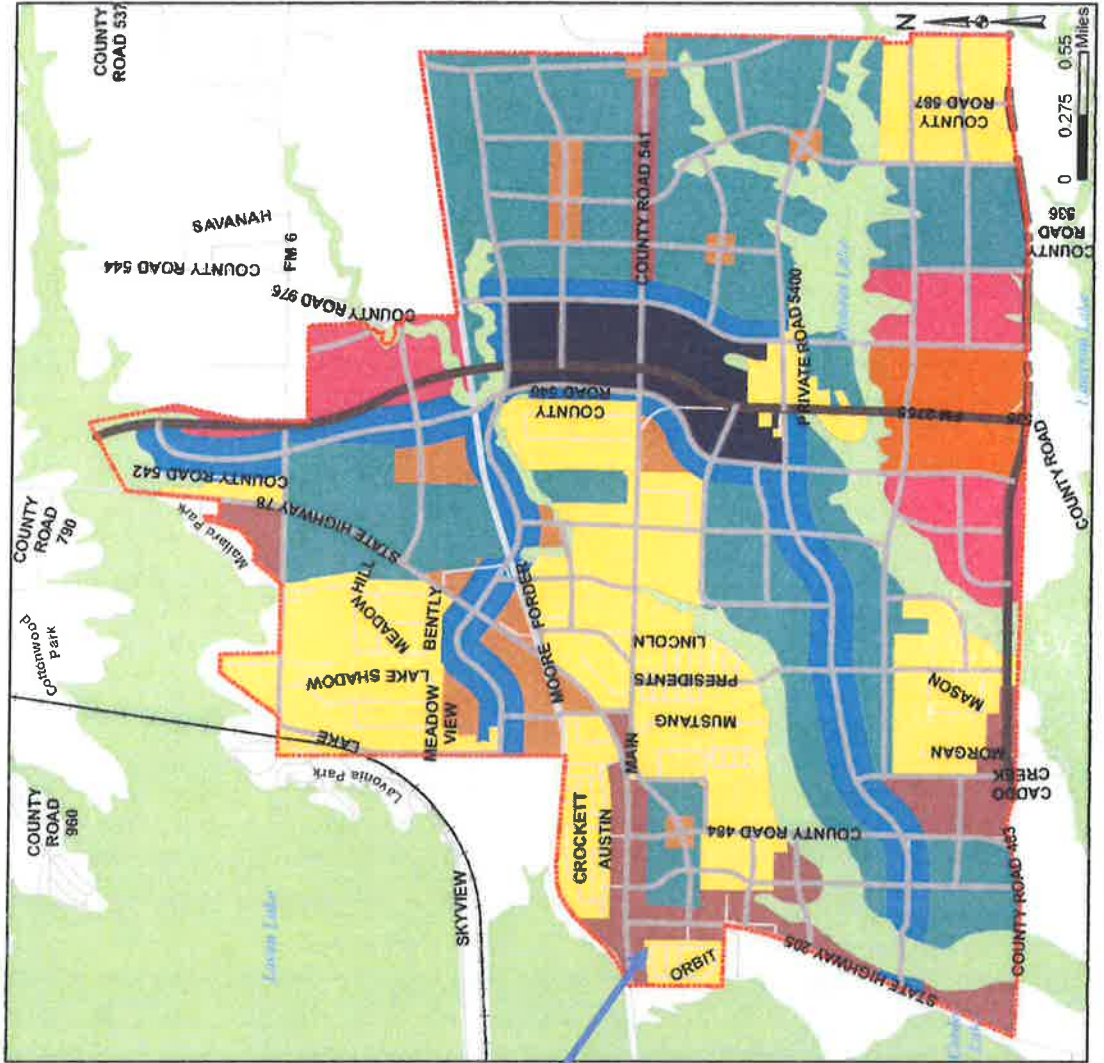 COUNTY
ROAD 537
COUNTY
ROAD
790
COUNTY
ROAD
960
Cottonwood
Park
Mallard Park
Lavonia Park
SAVANAH
FM 6
COUNTY ROAD 544
COUNTY ROAD 976
COUNTY ROAD 542
STATE HIGHWAY 78
MEADOW HILL
BENTLY
LAKE SHADOW
MEADOW
VIEW
LAKE
SKYVIEW
Lavon Lake
MOORE
PORDER
COUNTY
ROAD 540
COUNTY ROAD 541
LINCOLN
PRESIDENTS
MUSTANG
MAIN
CROCKETT
AUSTIN
ORBIT
COUNTY ROAD 484
STATE HIGHWAY 205
COUNTY ROAD 483
CADDO
CREEK
MORGAN
MASON
PRIVATE ROAD 5400
FM 2755
COUNTY ROAD
COUNTY
ROAD
536
COUNTY
ROAD 587
N
0 0.275 0.55
Miles